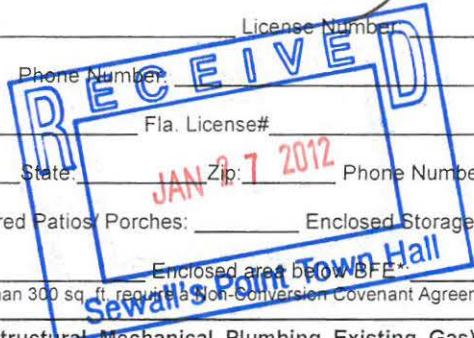 License Number:
Phone Number:
RECEIVED
Fla. License#
State: Zip: Phone Numbe
JAN 27 2012
red Patios/ Porches: Enclosed Storage
Enclosed area below BFE*:
han 300 sq. ft. require a Non-Conversion Covenant Agreem
Sewall's Point Town Hall
tructural Mechanical Plumbing Existing Gas)